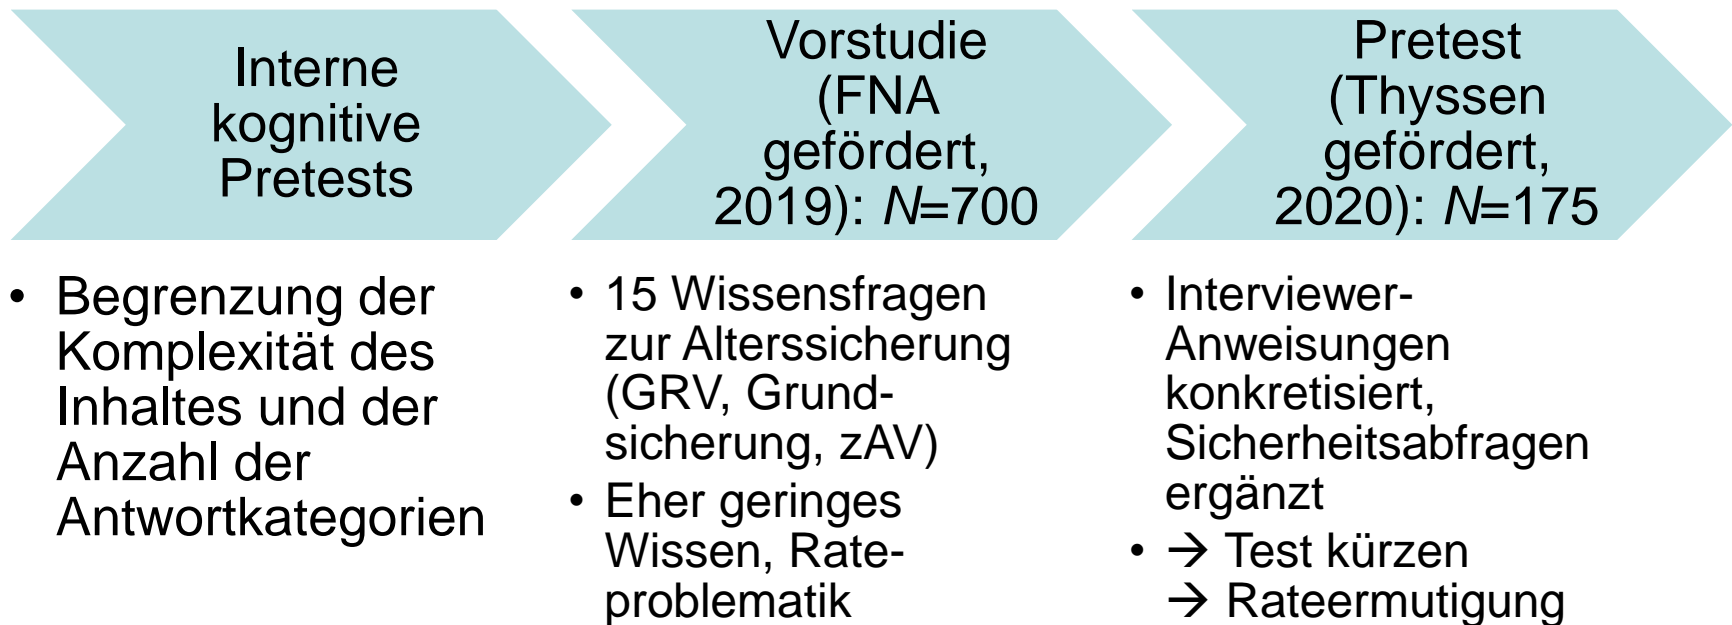 Interne
kognitive
Pretests
Vorstudie
(FNA
gefördert,
2019): N=700
Pretest
(Thyssen
gefördert,
2020): N=175
• Begrenzung der
Komplexität des
Inhaltes und der
Anzahl der
Antwortkategorien
• 15 Wissensfragen
zur Alterssicherung
(GRV, Grund-
sicherung, zAV)
• Eher geringes
Wissen, Rate-
problematik
• Interviewer-
Anweisungen
konkretisiert,
Sicherheitsabfragen
ergänzt
• → Test kürzen
→ Rateermutigung